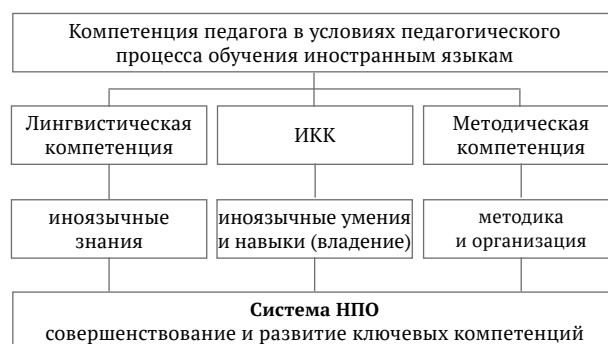 Компетенция педагога в условиях педагогического
процесса обучения иностранным языкам
Лингвистическая
компетенция
ИКК
Методическая
компетенция
иноязычные
знания
иноязычные умения
и навыки (владение)
методика
и организация
Система НПО
совершенствование и развитие ключевых компетенций